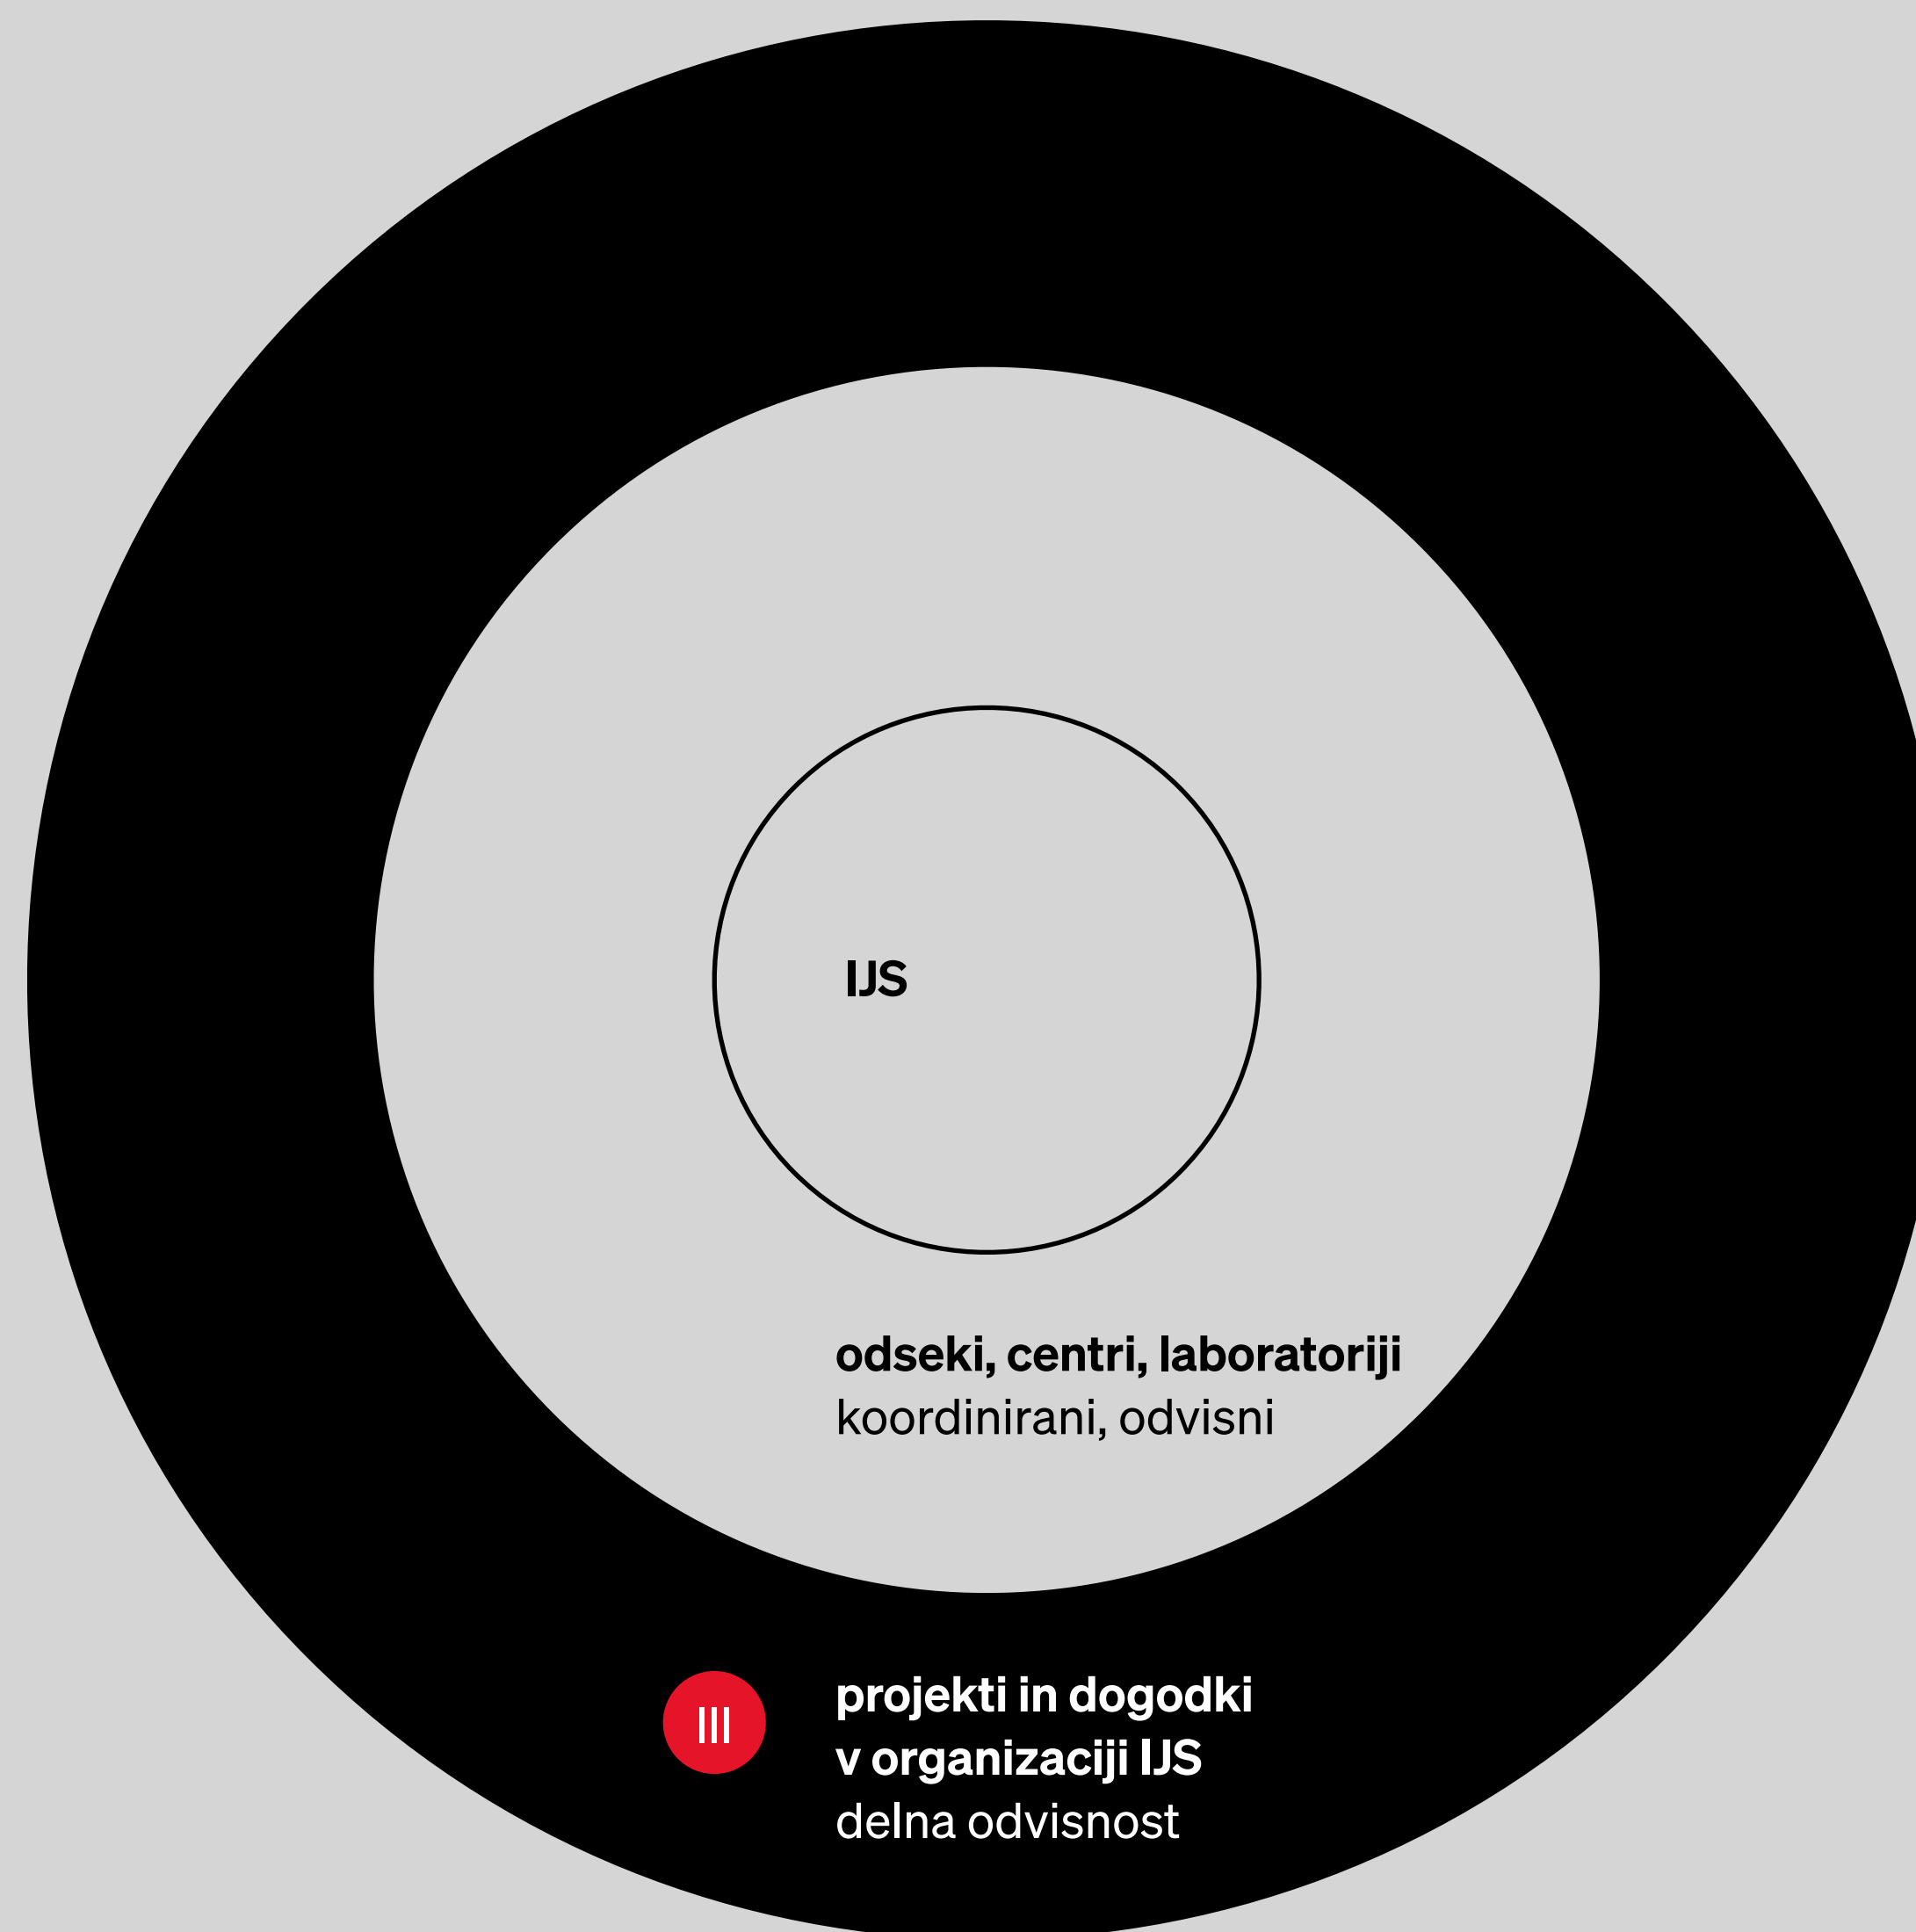 IJS
odseki, centri, laboratoriji
koordinirani, odvisni
III
projekti in dogodki
v organizaciji IJS
delna odvisnost